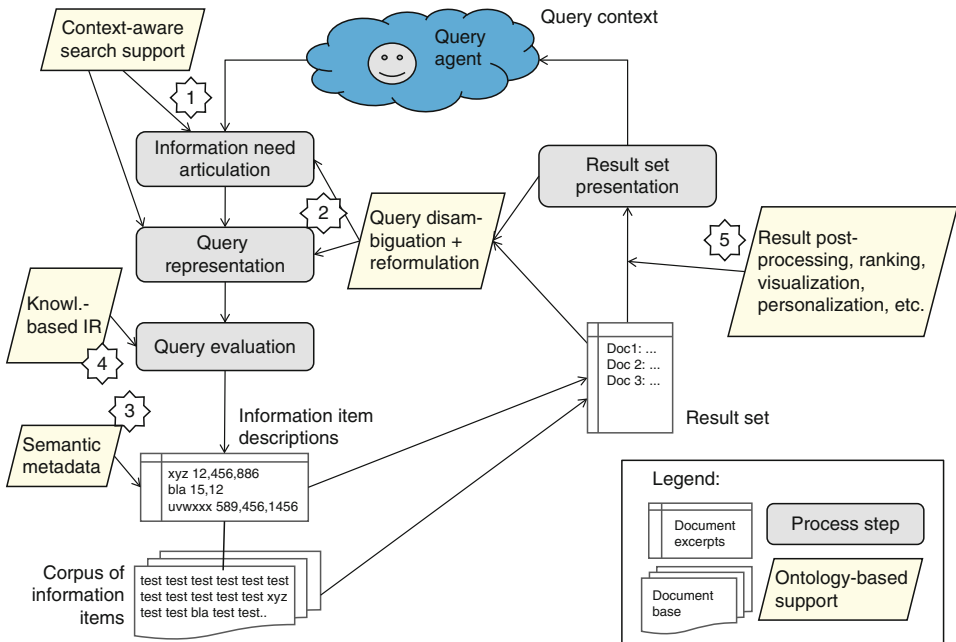 Context-aware
search support
Query context
Query
agent
1
Information need
articulation
Result set
presentation
2
Query disam-
biguation +
reformulation
5
Result post-
processing, ranking,
visualization,
personalization, etc.
Query
representation
Knowl.-
based IR
4
Query evaluation
Doc1: ...
Doc 2: ...
Doc 3: ...
Result set
3
Semantic
metadata
Information item
descriptions
xyz 12,456,886
bla 15,12
uvwxxx 589,456,1456
Corpus of
information
items
test test test test test test
test test test test test xyz
test test bla test test..
Legend:
Document
excerpts
Process step
Document
base
Ontology-based
support